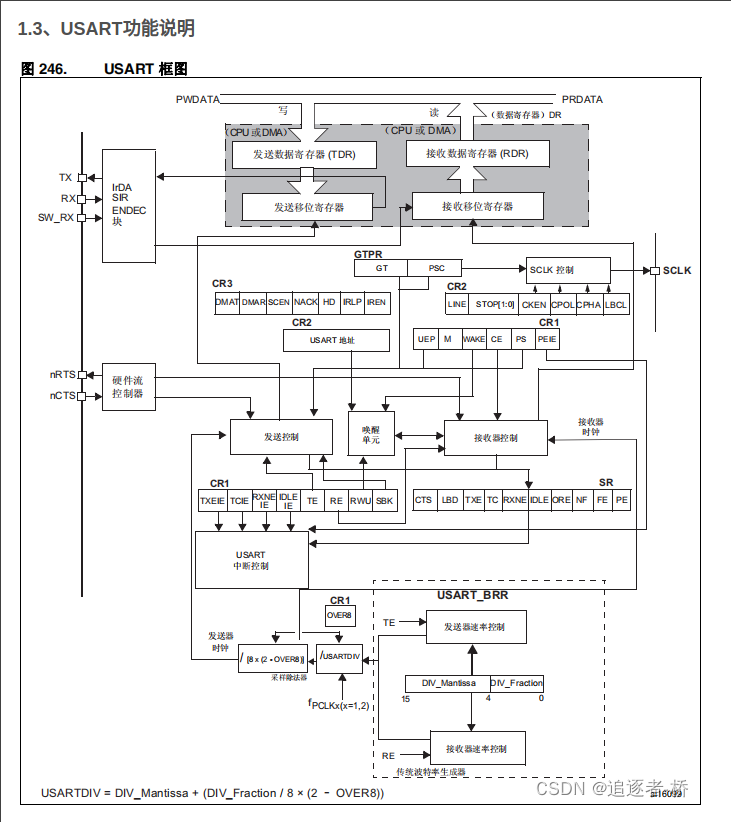 1.3、USART功能说明
图 246. USART 框图
PWDATA PRDATA
写 读 (数据寄存器) DR
(CPU 或DMA) (CPU 或 DMA)
发送数据寄存器 (TDR) 接收数据寄存器 (RDR)
TX
RX
SW_RX
IrDA
SIR
ENDEC
块
发送移位寄存器 接收移位寄存器
GTPR
GT PSC
SCLK 控制 SCLK
CR3
DMAT DMAR SCEN NACK HD IRLP IREN
CR2
LINE STOP[1:0] CKEN CPOL CPHA LBCL
CR2
USART 地址
CR1
UEP M WAKE CE PS PEIE
nRTS
nCTS
硬件流
控制器
发送控制
唤醒
单元
接收器控制
接收器
时钟
CR1
TXEIE TCIE RXNE IE IDLE IE TE RE RWU SBK
SR
CTS LBD TXE TC RXNE IDLE ORE NF FE PE
USART
中断控制
USART_BRR
CR1
OVER8
TE
发送器速率控制
发送器
时钟
/ [8 x (2 - OVER8)]
采样除法器
/USARTDIV
fPCLKx(x=1,2)
DIV_Mantissa DIV_Fraction
15 4 0
RE
接收器速率控制
传统波特率生成器
USARTDIV = DIV_Mantissa + (DIV_Fraction / 8 × (2 - OVER8))
CSDN @追逐者-桥